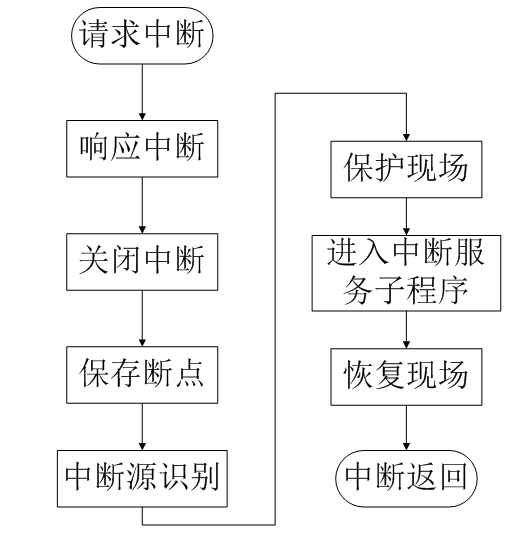 请求中断
响应中断
关闭中断
保存断点
中断源识别
保护现场
进入中断服
务子程序
恢复现场
中断返回